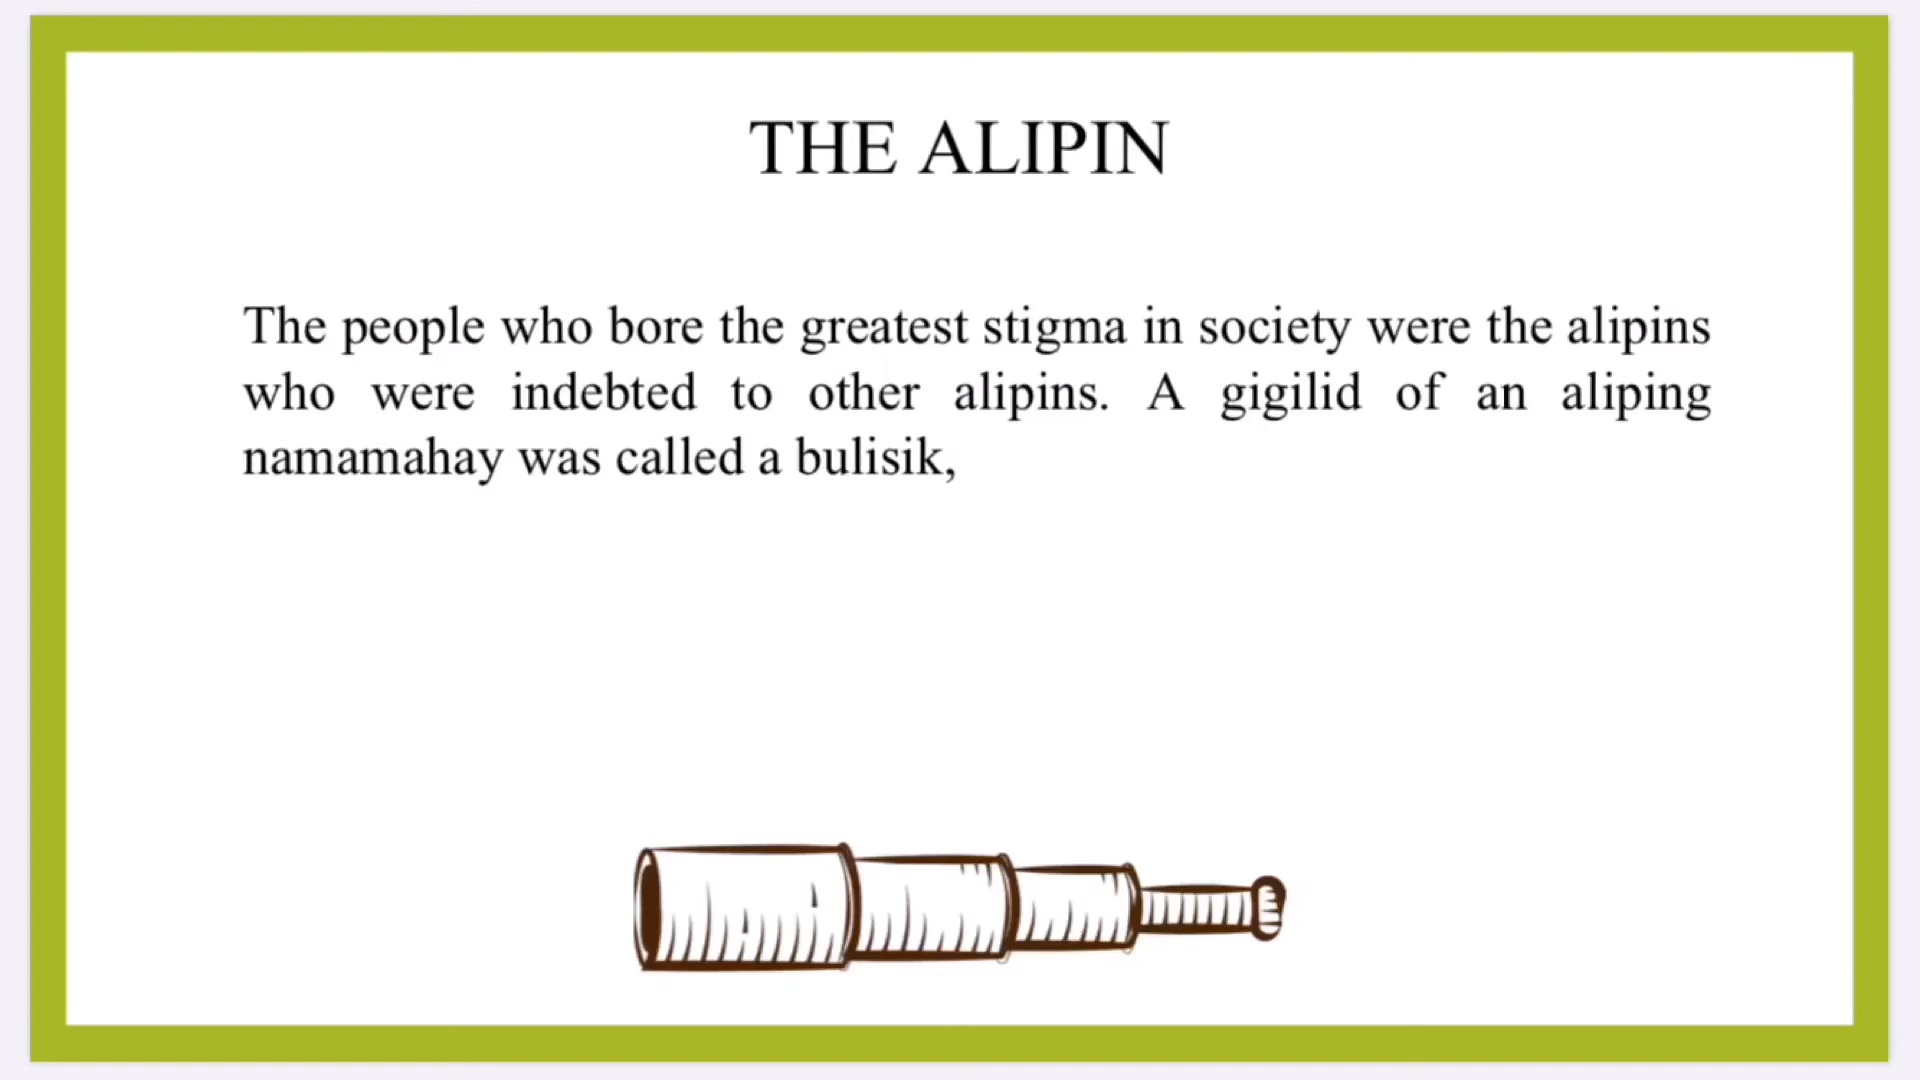 THE ALIPIN
The people who bore the greatest stigma in society were the alipins
who were indebted to other alipins. A gigilid of an aliping
namamahay was called a bulisik,